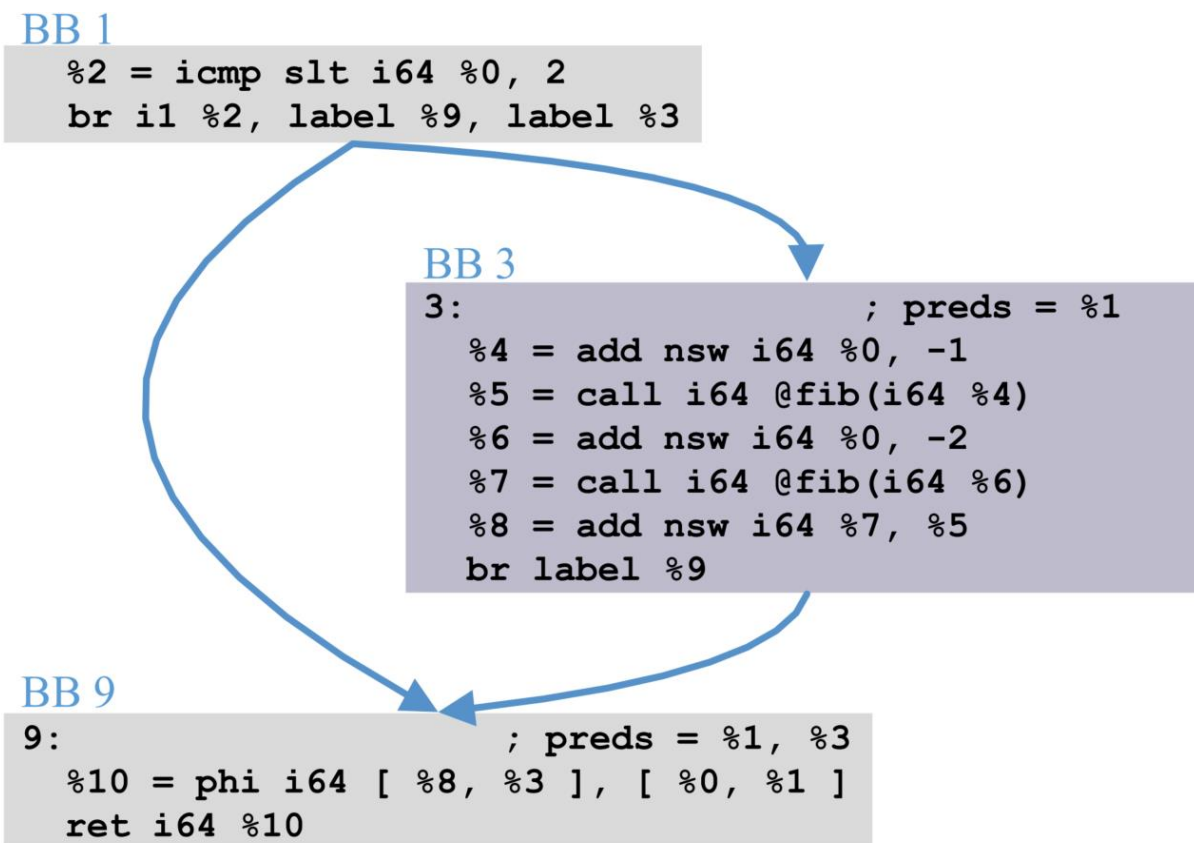 BB 1
%2 = icmp slt i64 %0, 2
br i1 %2, label %9, label %3
BB 3
3: ; preds = %1
%4 = add nsw i64 %0, -1
%5 = call i64 @fib(i64 %4)
%6 = add nsw i64 %0, -2
%7 = call i64 @fib(i64 %6)
%8 = add nsw i64 %7, %5
br label %9
BB 9
9: ; preds = %1, %3
%10 = phi i64 [ %8, %3 ], [ %0, %1 ]
ret i64 %10